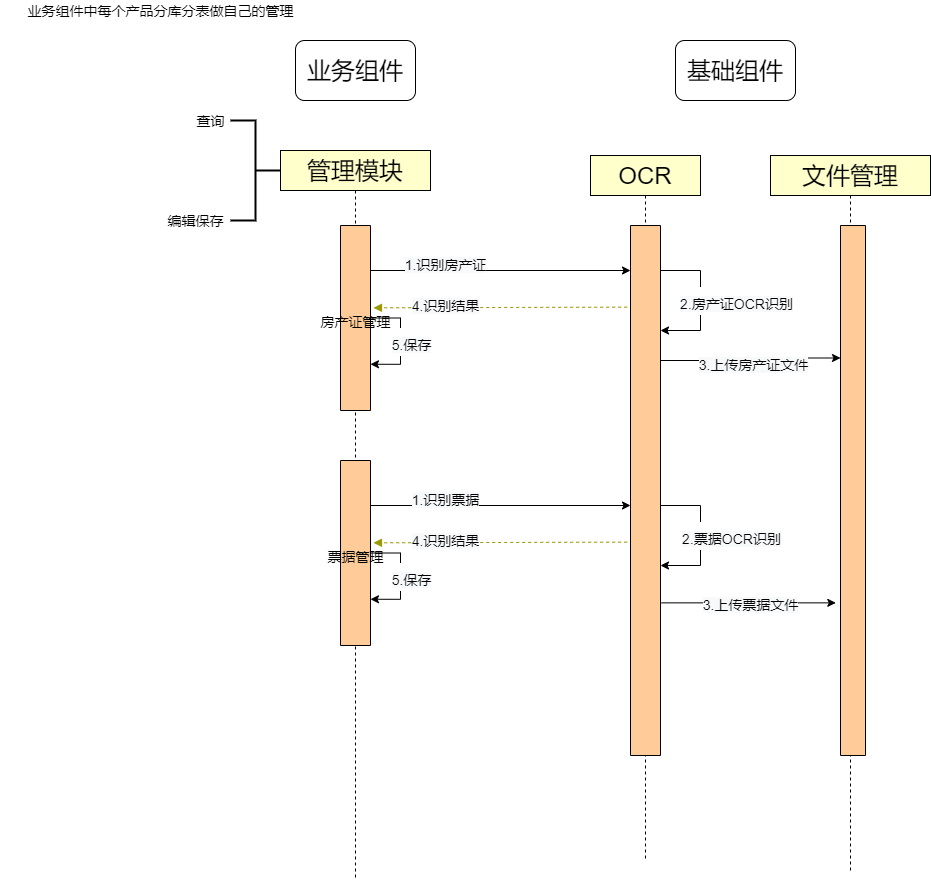 业务组件中每个产品分库分表做自己的管理
业务组件
基础组件
查询
管理模块
OCR
文件管理
编辑保存
1.识别房产证
2.房产证OCR识别
4.识别结果
房产证管理
5.保存
3.上传房产证文件
1.识别票据
2.票据OCR识别
4.识别结果
票据管理
5.保存
3.上传票据文件